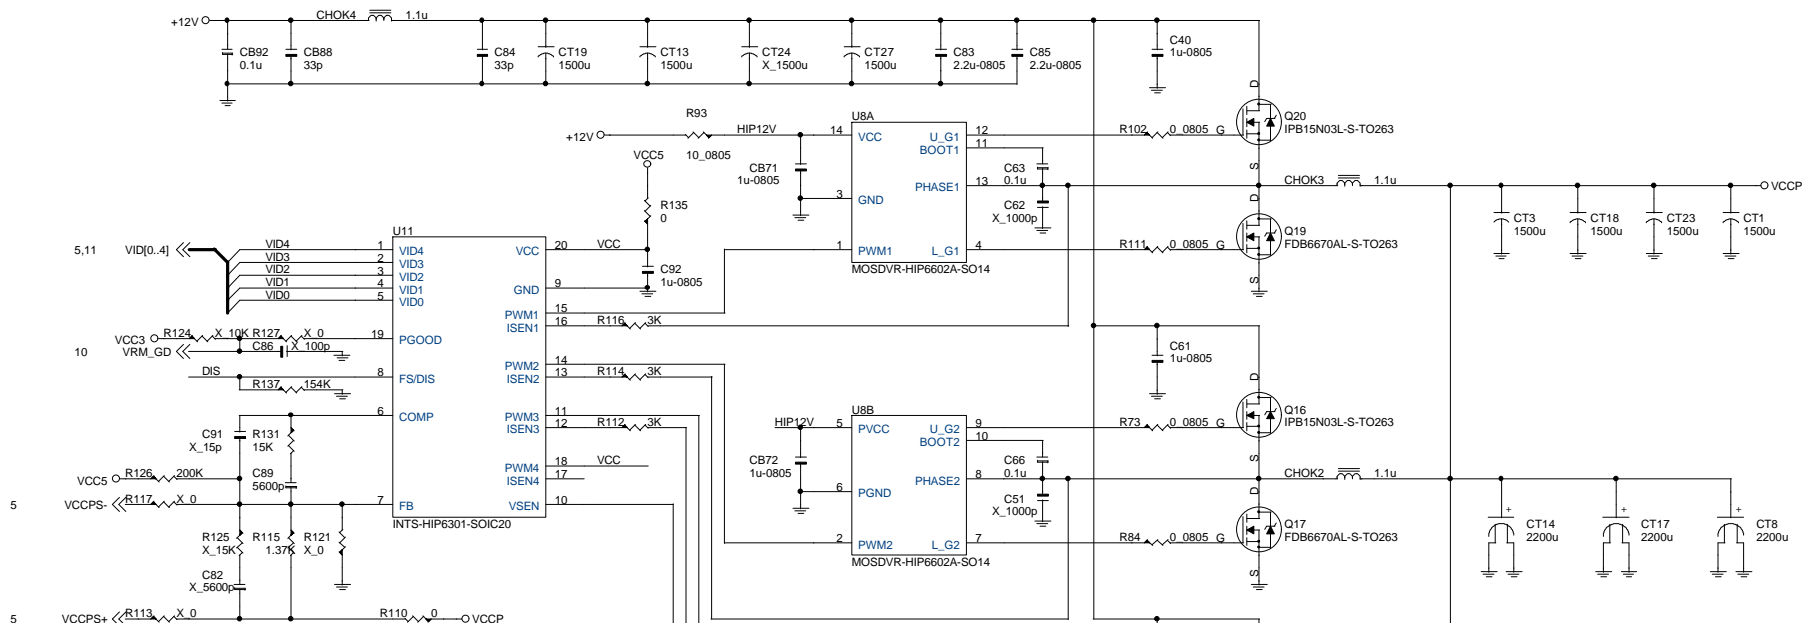 +12V
CHOK4
1.1u
CB92
0.1u
CB88
33p
C84
33p
CT19
1500u
CT13
1500u
CT24
X_1500u
CT27
1500u
C83
2.2u-0805
C85
2.2u-0805
C40
1u-0805
D
S
G
Q20
IPB15N03L-S-TO263
+12V
R93
10_0805
HIP12V
CB71
1u-0805
U8A
14
VCC
3
GND
1
PWM1
U_G1
12
BOOT1
11
PHASE1
13
L_G1
4
MOSDVR-HIP6602A-SO14
C63
0.1u
C62
X_1000p
R102
0_0805
R111
0_0805
G
D
S
Q19
FDB6670AL-S-TO263
CHOK3
1.1u
VCCP
CT3
1500u
CT18
1500u
CT23
1500u
CT1
1500u
VCC5
R135
0
C92
1u-0805
5,11
VID[0..4]
VID4
VID3
VID2
VID1
VID0
1
2
3
4
5
U11
VID4
VID3
VID2
VID1
VID0
19
PGOOD
8
FS/DIS
6
COMP
7
FB
VCC
20
VCC
GND
9
PWM1
15
ISEN1
16
PWM2
14
ISEN2
13
PWM3
11
ISEN3
12
PWM4
18
VCC
ISEN4
17
VSEN
10
INTS-HIP6301-SOIC20
R116
3K
R114
3K
R112
3K
VCC3
R124
X_10K
R127
X_0
10
VRM_GD
C86
X_100p
DIS
R137
154K
C91
X_15p
R131
15K
C89
5600p
VCC5
R126
200K
5
VCCPS-
R117
X_0
R125
X_15K
R115
1.37K
R121
X_0
C82
X_5600p
5
VCCPS+
R113
X_0
R110
0
VCCP
C61
1u-0805
HIP12V
CB72
1u-0805
U8B
5
PVCC
6
PGND
2
PWM2
U_G2
9
BOOT2
10
PHASE2
8
L_G2
7
MOSDVR-HIP6602A-SO14
C66
0.1u
C51
X_1000p
R73
0_0805
G
R84
0_0805
G
D
S
Q16
IPB15N03L-S-TO263
D
S
Q17
FDB6670AL-S-TO263
CHOK2
1.1u
+
CT14
2200u
+
CT17
2200u
+
CT8
2200u